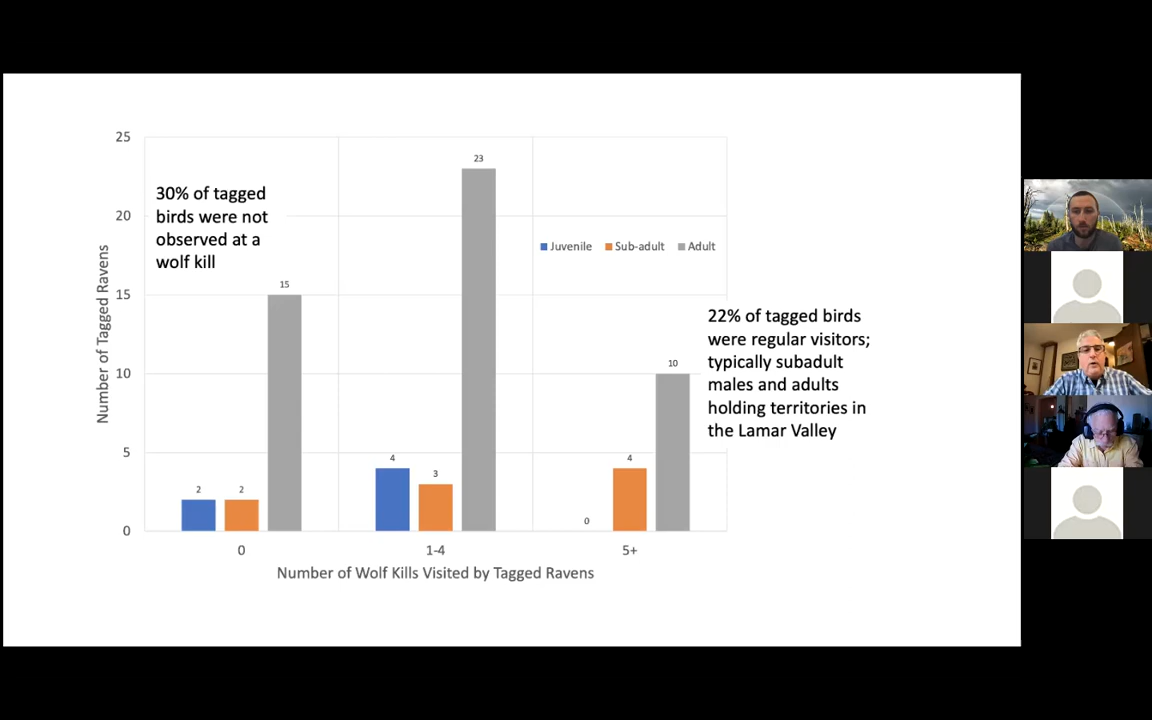 25
20
15
10
5
0
Number of Tagged Ravens
30% of tagged
birds were not
observed at a
wolf kill
2
2
15
4
3
23
0
4
10
Juvenile Sub-adult Adult
22% of tagged birds
were regular visitors;
typically subadult
males and adults
holding territories in
the Lamar Valley
0 1-4 5+
Number of Wolf Kills Visited by Tagged Ravens